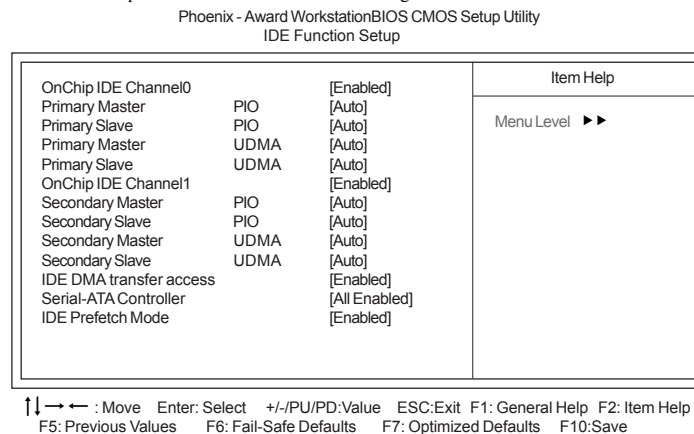 Phoenix - Award WorkstationBIOS CMOS Setup Utility
IDE Function Setup
OnChip IDE Channel0 [Enabled]
Primary Master PIO [Auto]
Primary Slave PIO [Auto]
Primary Master UDMA [Auto]
Primary Slave UDMA [Auto]
OnChip IDE Channel1 [Enabled]
Secondary Master PIO [Auto]
Secondary Slave PIO [Auto]
Secondary Master UDMA [Auto]
Secondary Slave UDMA [Auto]
IDE DMA transfer access [Enabled]
Serial-ATA Controller [All Enabled]
IDE Prefetch Mode [Enabled]
Item Help
Menu Level ►►
↑↓→← : Move Enter: Select +/-/PU/PD:Value ESC:Exit F1: General Help F2: Item Help
F5: Previous Values F6: Fail-Safe Defaults F7: Optimized Defaults F10:Save